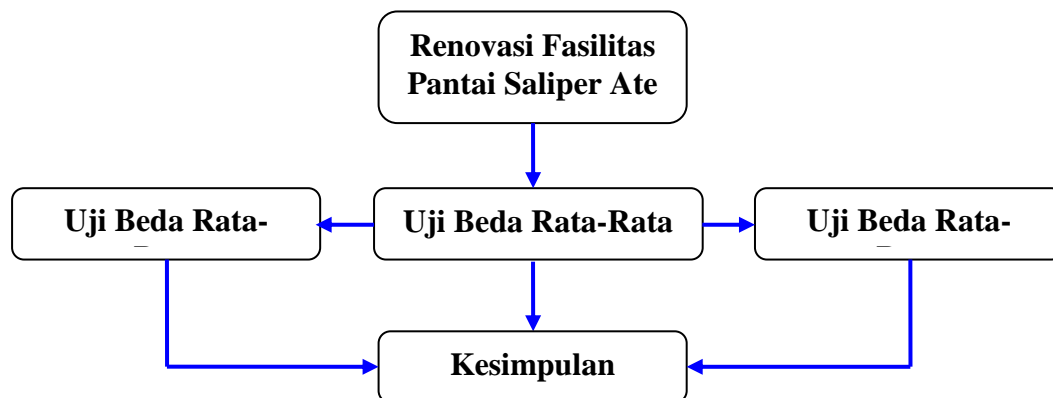 Renovasi Fasilitas
Pantai Saliper Ate
Uji Beda Rata-
Uji Beda Rata-Rata
Uji Beda Rata-
Kesimpulan